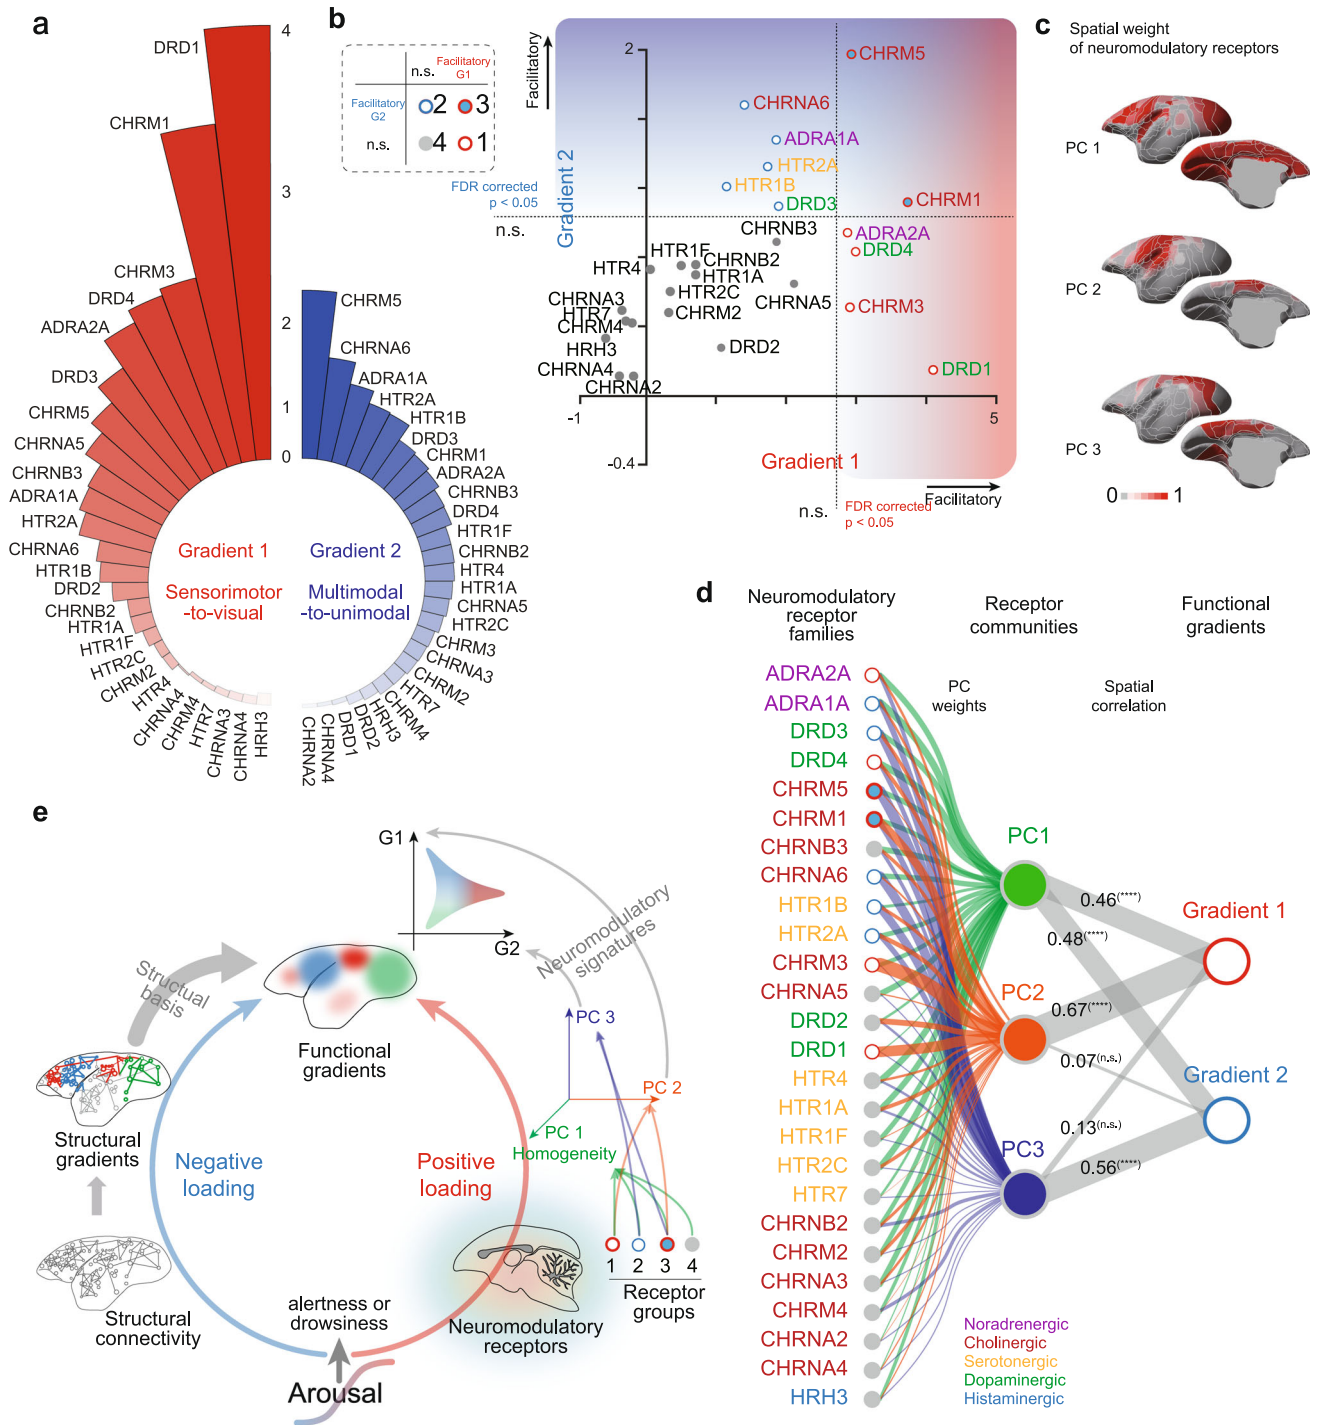 a
4
3
2
1
0
DRD1
CHRM1
CHRM3
DRD4
ADRA2A
DRD3
CHRM5
CHRNA5
CHRNB3
ADRA1A
HTR2A
CHRNA6
HTR1B
DRD2
CHRNB2
HTR1A
HTR1F
HTR2C
CHRM2
HTR4
CHRNA4
CHRM4
HTR7
CHRNA3
CHRNA4
HRH3
Gradient 1
Sensorimotor
-to-visual
CHRM5
CHRNA6
ADRA1A
HTR2A
HTR1B
DRD3
CHRM1
ADRA2A
CHRNB3
DRD4
HTR1F
CHRNB2
HTR4
HTR1A
CHRNA5
HTR2C
CHRM3
CHRNA3
CHRM2
HTR7
CHRM4
HRH3
DRD2
DRD1
CHRNA4
CHRNA2
Gradient 2
Multimodal
-to-unimodal
b
n.s.
Facilitatory
G1
Facilitatory
G2
2
3
n.s.
4
1
Facilitatory
Gradient 2
2
CHRM5
CHRNA6
ADRA1A
HTR2A
HTR1B
DRD3
CHRM1
FDR corrected
p < 0.05
n.s.
CHRNB3
ADRA2A
DRD4
HTR1F
CHRNB2
HTR4
HTR1A
HTR2C
CHRNA5
CHRNA3
HTR7
CHRM2
CHRM3
CHRM4
HRH3
DRD2
CHRNA4
CHRNA2
DRD1
-1
5
-0.4
Gradient 1
Facilitatory
n.s.
FDR corrected
p < 0.05
c
Spatial weight
of neuromodulatory receptors
PC 1
PC 2
PC 3
0
1
d
Neuromodulatory
receptor
families
Receptor
communities
Functional
gradients
PC
weights
Spatial
correlation
ADRA2A
ADRA1A
DRD3
DRD4
CHRM5
CHRM1
CHRNB3
CHRNA6
HTR1B
HTR2A
CHRM3
CHRNA5
DRD2
DRD1
HTR4
HTR1A
HTR1F
HTR2C
HTR7
CHRNB2
CHRM2
CHRNA3
CHRM4
CHRNA2
CHRNA4
HRH3
PC1
PC2
PC3
0.46(****)
0.48(****)
0.67(****)
0.07(n.s.)
0.13(n.s.)
0.56(****)
Gradient 1
Gradient 2
Noradrenergic
Cholinergic
Serotonergic
Dopaminergic
Histaminergic
e
G1
G2
Neuromodulatory
signatures
Structual
basis
Functional
gradients
Structural
gradients
Structural
connectivity
Negative
loading
Positive
loading
PC 3
PC 2
PC 1
Homogeneity
1
2
3
4
Receptor
groups
Neuromodulatory
receptors
alertness or
drowsiness
Arousal